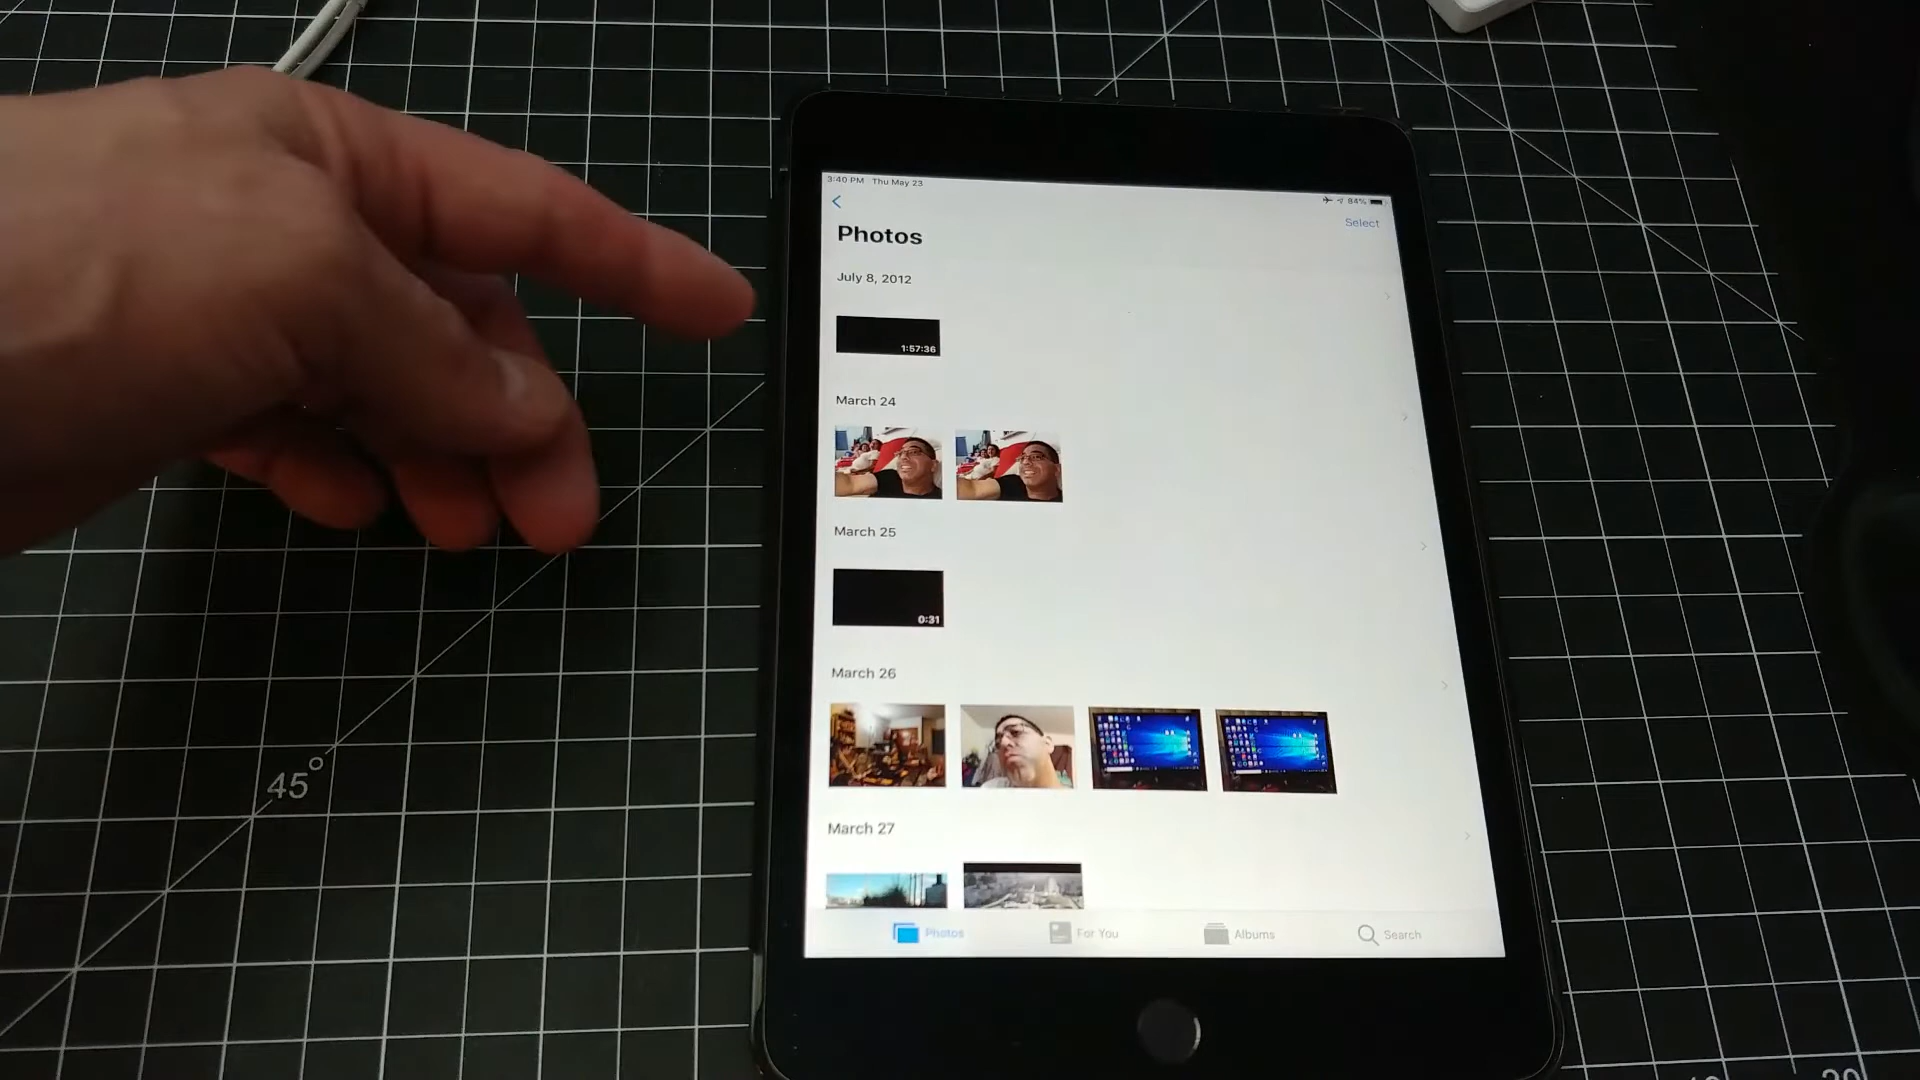 3:40 PM Thu May 23
84%
Select
Photos
July 8, 2012
1:57:36
March 24
March 25
0:31
March 26
March 27
Photos
For You
Albums
Search
45°